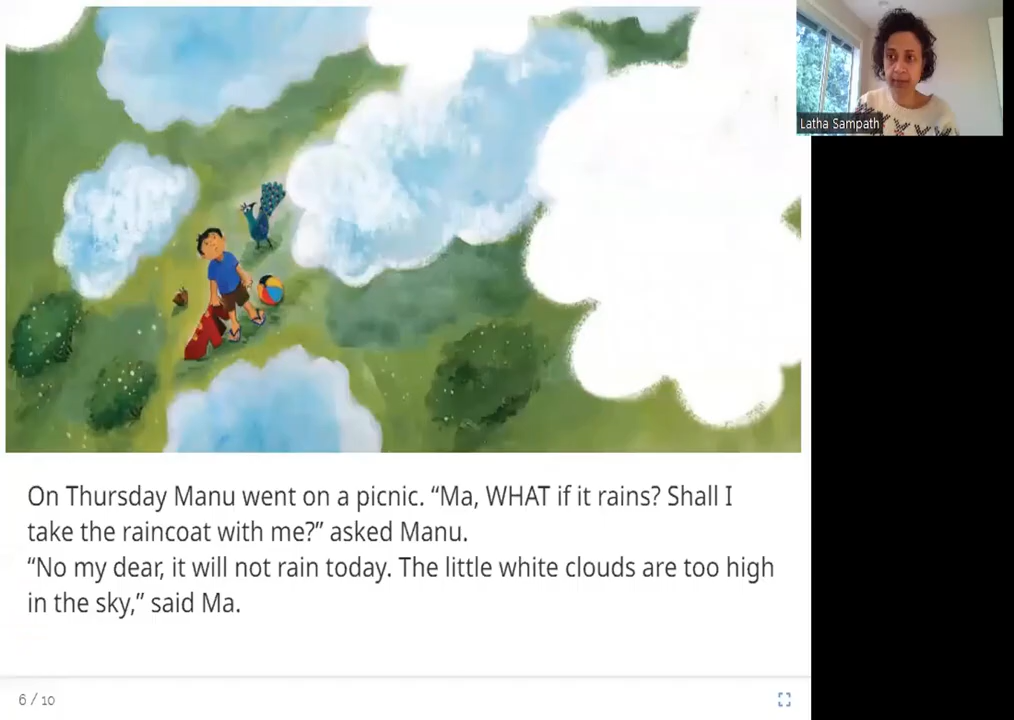 Latha Sampath
On Thursday Manu went on a picnic. “Ma, WHAT if it rains? Shall I
take the raincoat with me?” asked Manu.
“No my dear, it will not rain today. The little white clouds are too high
in the sky,” said Ma.
6 / 10